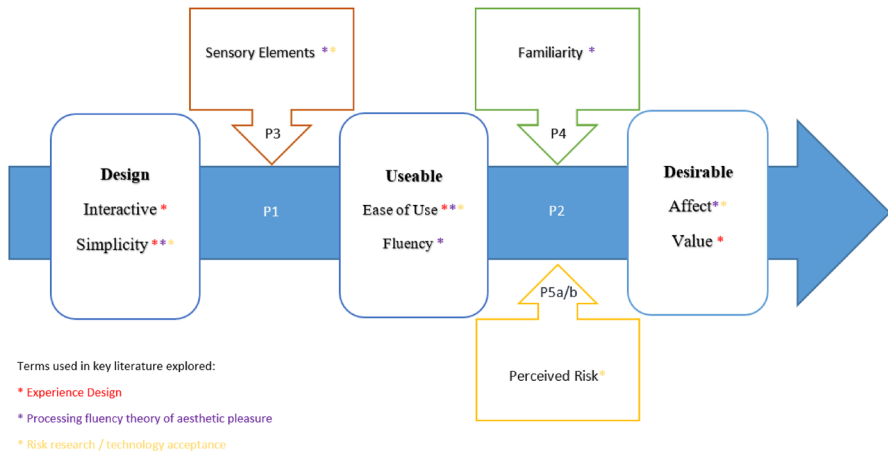 Sensory Elements **
Familiarity *
P3
P4
Design
Interactive *
Simplicity ***
P1
Useable
Ease of Use ***
Fluency *
P2
Desirable
Affect**
Value *
P5a/b
Perceived Risk*
Terms used in key literature explored:
* Experience Design
* Processing fluency theory of aesthetic pleasure
* Risk research / technology acceptance